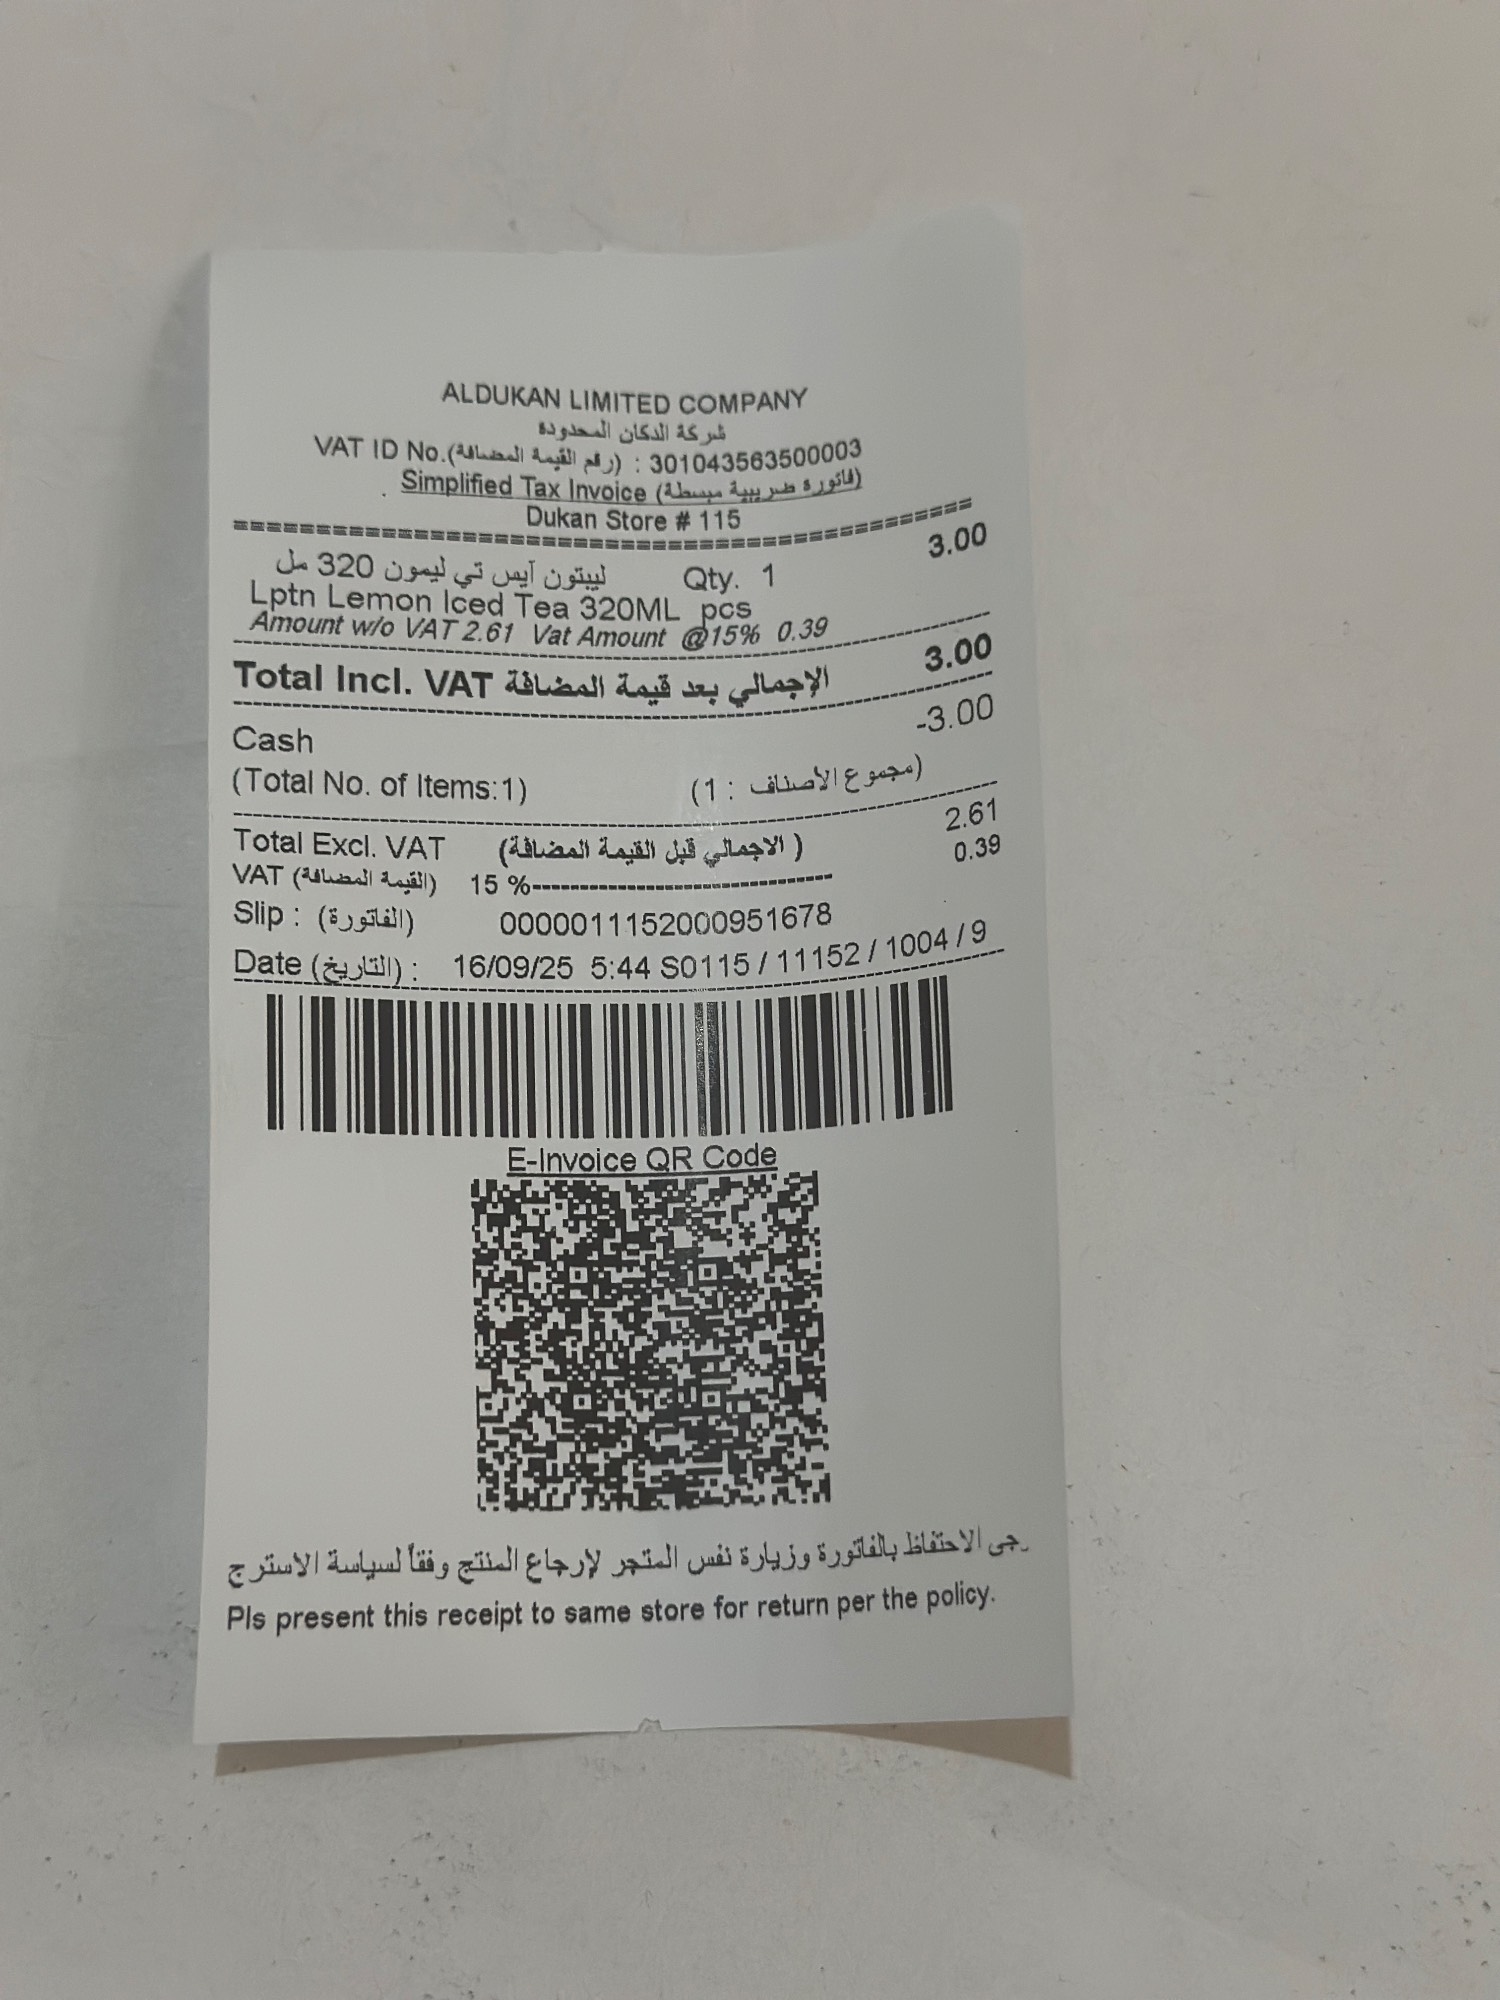 ALDUKAN LIMITED COMPANY
شركة الدكان المحدودة
VAT ID No.(رقم القيمة المضافة) : 301043563500003
Simplified Tax Invoice (فاتورة ضريبية مبسطة)
Dukan Store # 115
3.00
ليبتون آيس تي ليمون 320 مل Qty. 1
Lptn Lemon Iced Tea 320ML pcs
Amount w/o VAT 2.61 Vat Amount @15% 0.39
Total Incl. VAT الإجمالي بعد قيمة المضافة 3.00
Cash -3.00
(Total No. of Items:1) (مجموع الأصناف : 1)
Total Excl. VAT (الاجمالي قبل القيمة المضافة ) 2.61
VAT (القيمة المضافة) 15 %------------------------------ 0.39
Slip : (الفاتورة) 0000011152000951678
Date (التاريخ) : 16/09/25 5:44 S0115 / 11152 / 1004 / 9
E-Invoice QR Code
رجى الاحتفاظ بالفاتورة وزيارة نفس المتجر لإرجاع المنتج وفقاً لسياسة الاسترج
Pls present this receipt to same store for return per the policy.